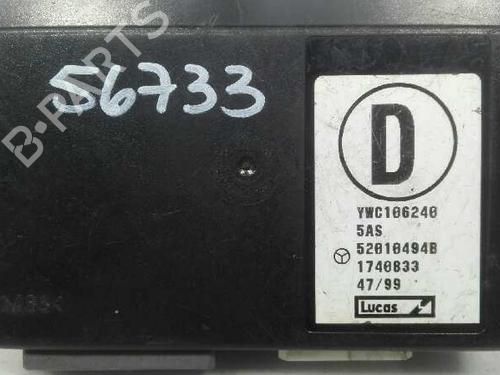 B-PARTS
56733
D
YWC106240
5AS
52010494B
1740833
47/99
Lucas